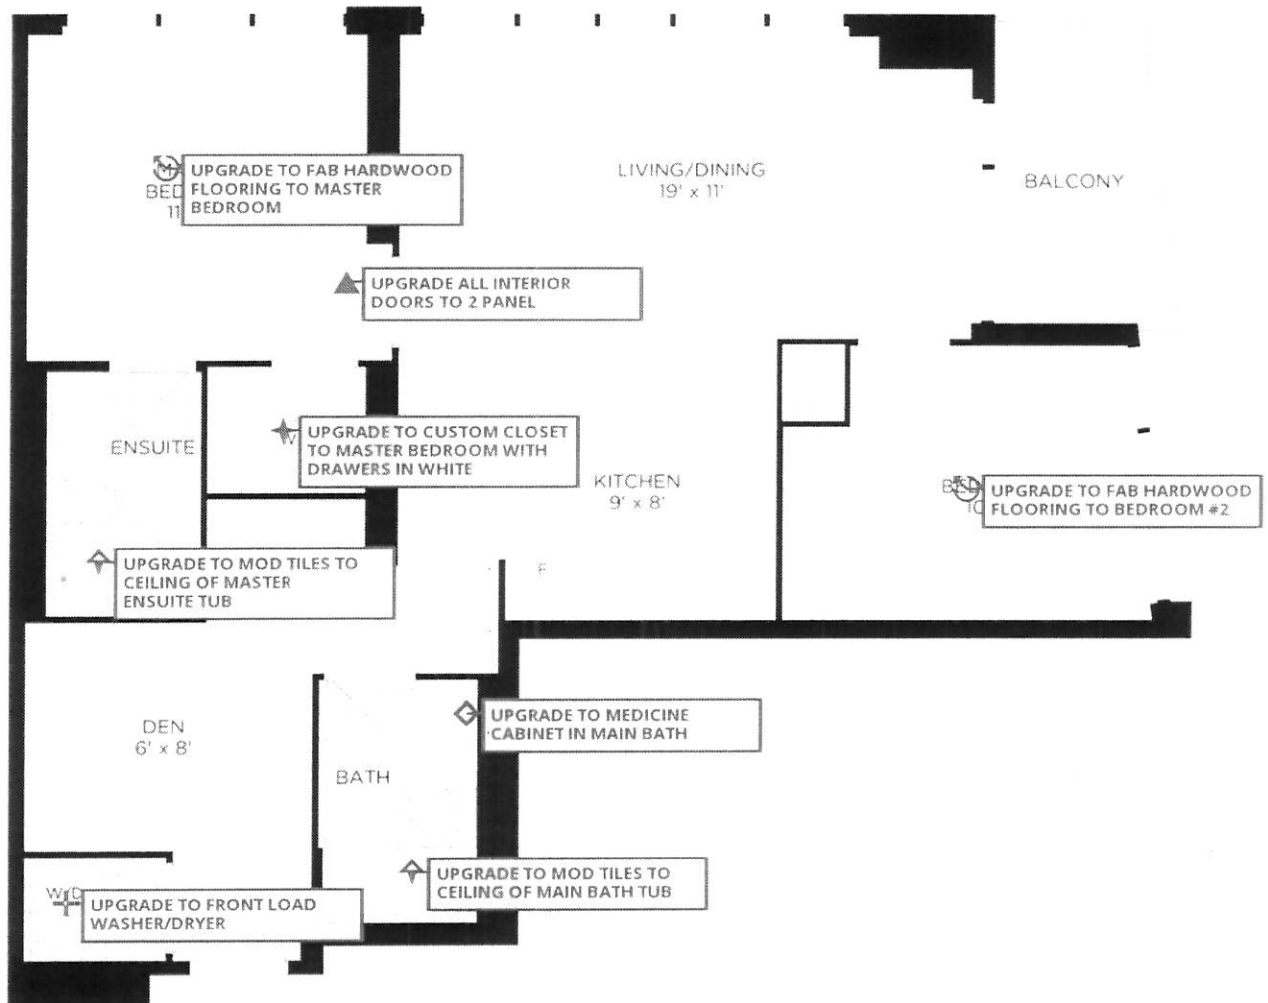 UPGRADE TO FAB HARDWOOD
FLOORING TO MASTER
BEDROOM
BED
11
LIVING/DINING
19' x 11'
BALCONY
UPGRADE ALL INTERIOR
DOORS TO 2 PANEL
ENSUITE
W
UPGRADE TO CUSTOM CLOSET
TO MASTER BEDROOM WITH
DRAWERS IN WHITE
KITCHEN
9' x 8'
BED
10
UPGRADE TO FAB HARDWOOD
FLOORING TO BEDROOM #2
UPGRADE TO MOD TILES TO
CEILING OF MASTER
ENSUITE TUB
F
DEN
6' x 8'
UPGRADE TO MEDICINE
CABINET IN MAIN BATH
BATH
UPGRADE TO MOD TILES TO
CEILING OF MAIN BATH TUB
W/D
UPGRADE TO FRONT LOAD
WASHER/DRYER